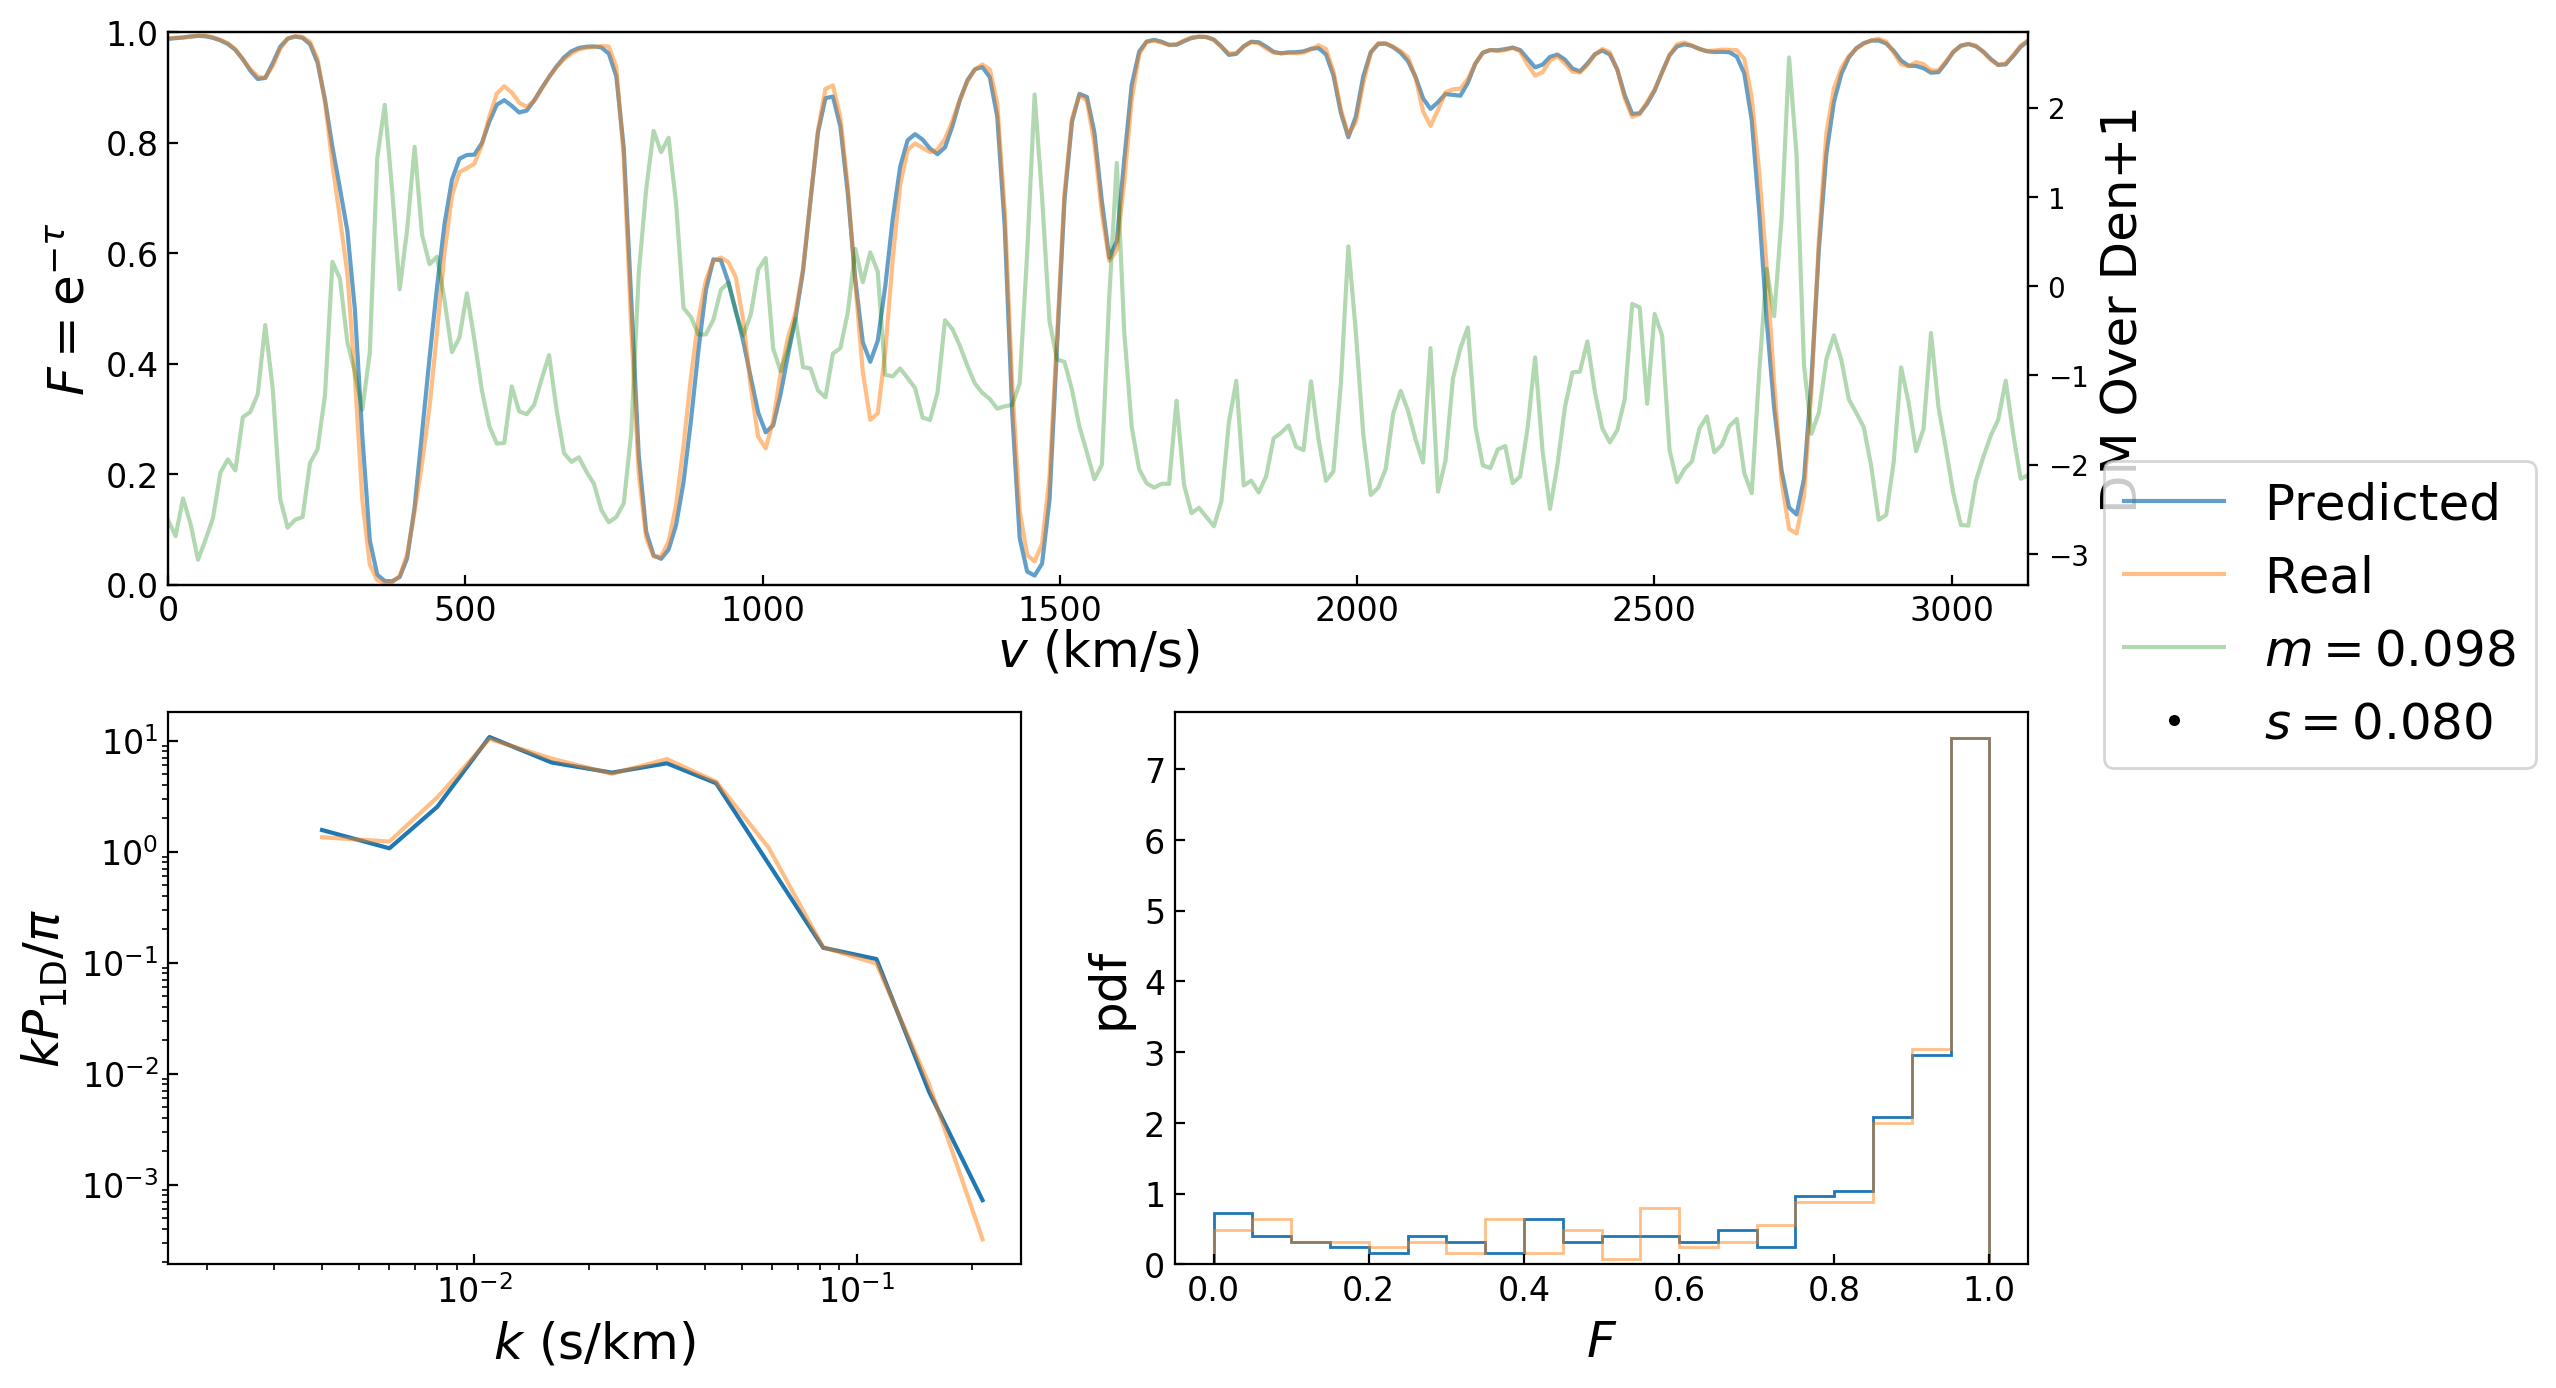 F = e^{−τ}
1.0
0.8
0.6
0.4
0.2
0.0
0 500 1000 1500 2000 2500 3000
v (km/s)
2
1
0
−1
−2
−3
DM Over Den+1
Predicted
Real
m = 0.098
s = 0.080
kP_{1D}/π
10^1
10^0
10^{−1}
10^{−2}
10^{−3}
10^{−2} 10^{−1}
k (s/km)
pdf
7
6
5
4
3
2
1
0
0.0 0.2 0.4 0.6 0.8 1.0
F